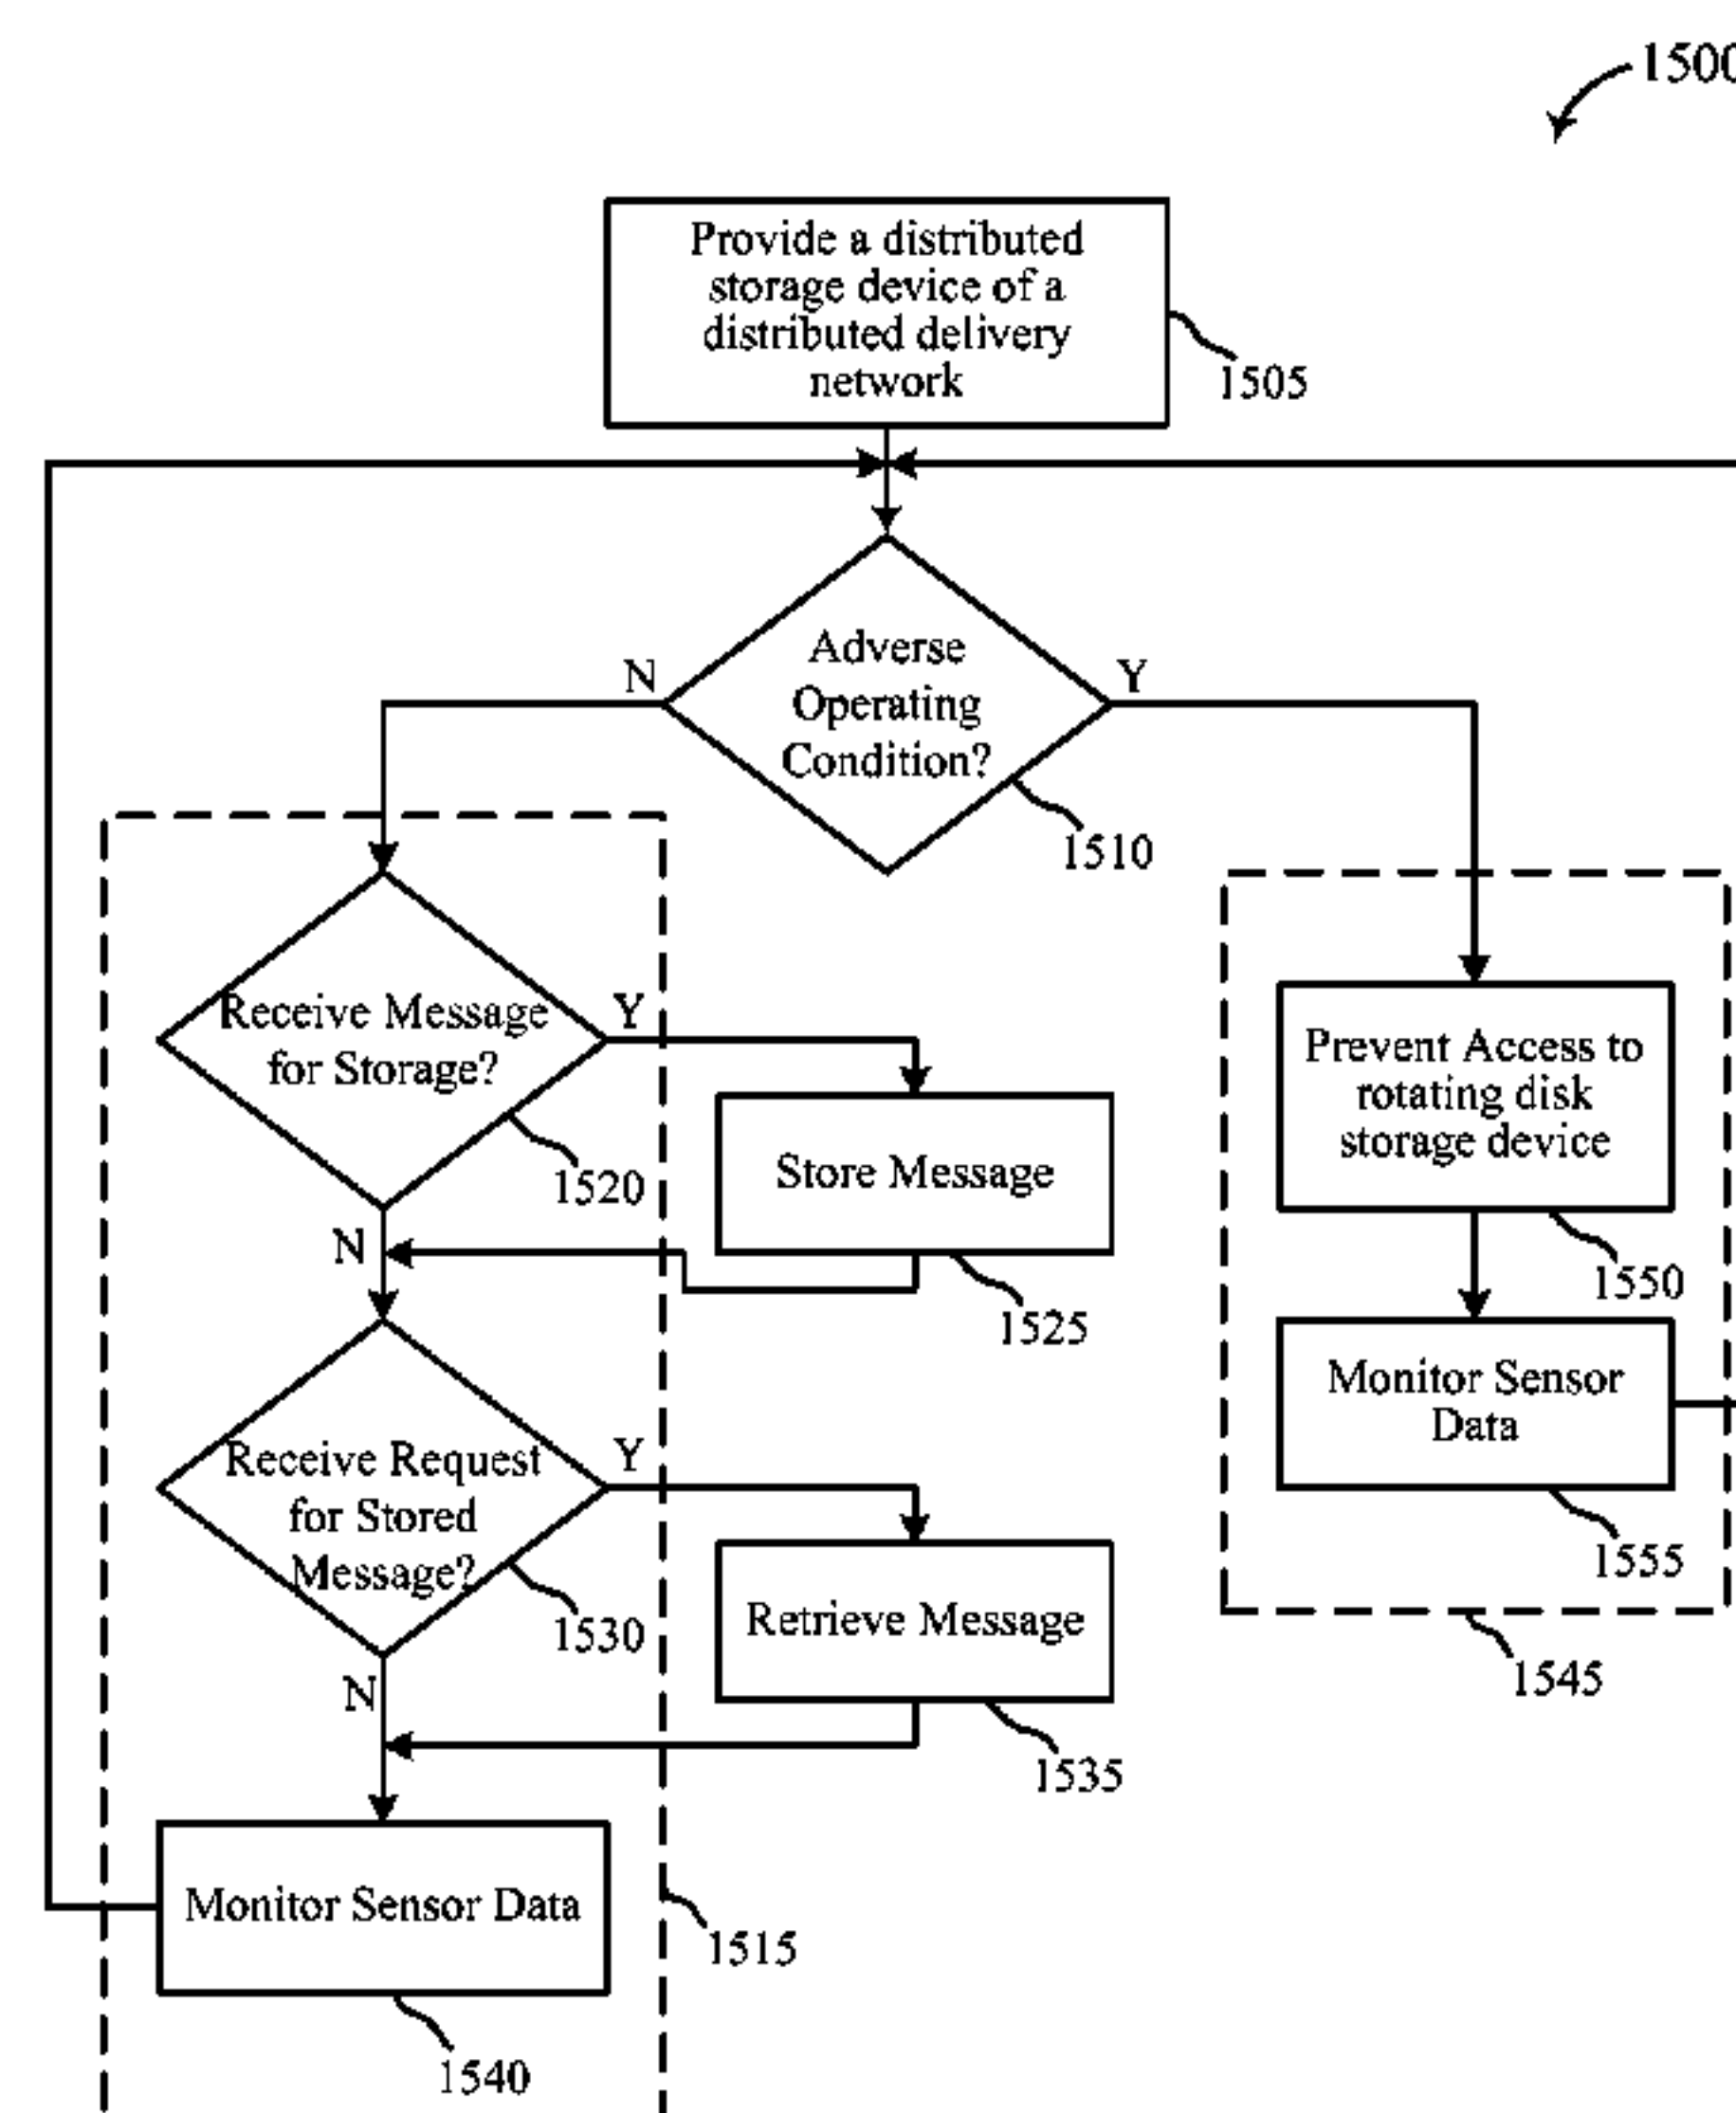 1500
Provide a distributed
storage device of a
distributed delivery
network
1505
Adverse
Operating
Condition?
N
Y
1510
Receive Message
for Storage?
Y
N
1520
Store Message
1525
Prevent Access to
rotating disk
storage device
1550
Monitor Sensor
Data
1555
1545
Receive Request
for Stored
Message?
Y
N
1530
Retrieve Message
1535
Monitor Sensor Data
1515
1540